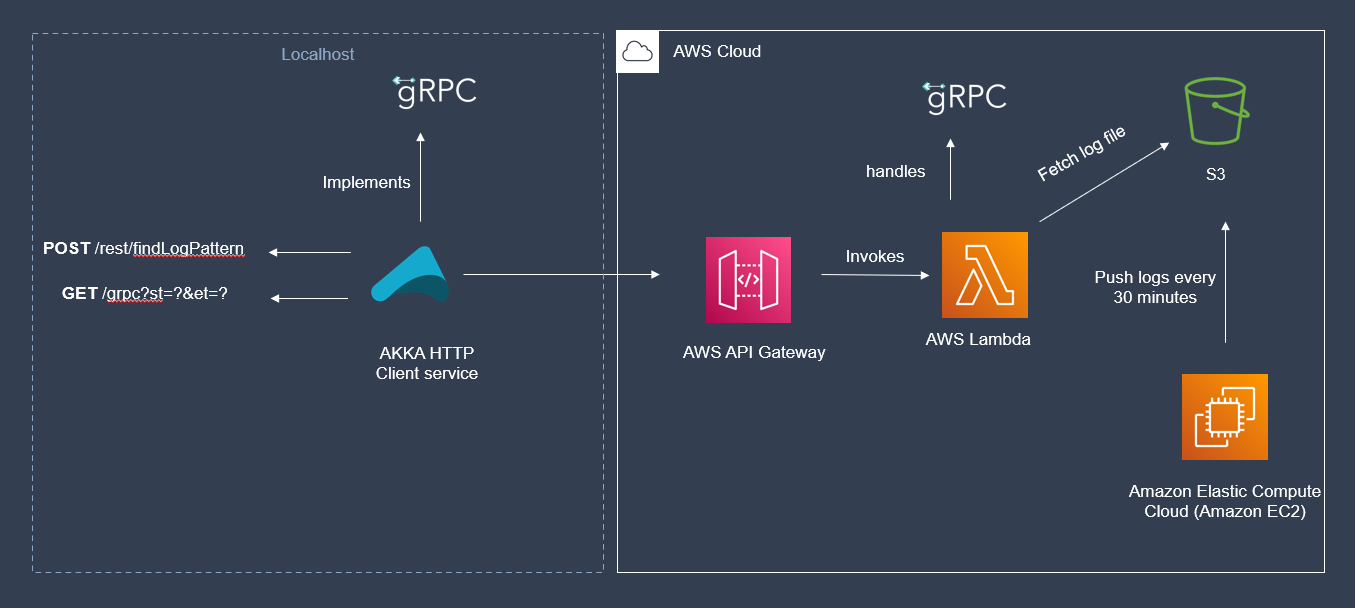 Localhost
gRPC
Implements
POST /rest/findLogPattern
GET /grpc?st=?&et=?
AKKA HTTP
Client service
AWS Cloud
gRPC
handles
Fetch log file
S3
</>
Invokes
AWS API Gateway
AWS Lambda
Push logs every
30 minutes
Amazon Elastic Compute
Cloud (Amazon EC2)